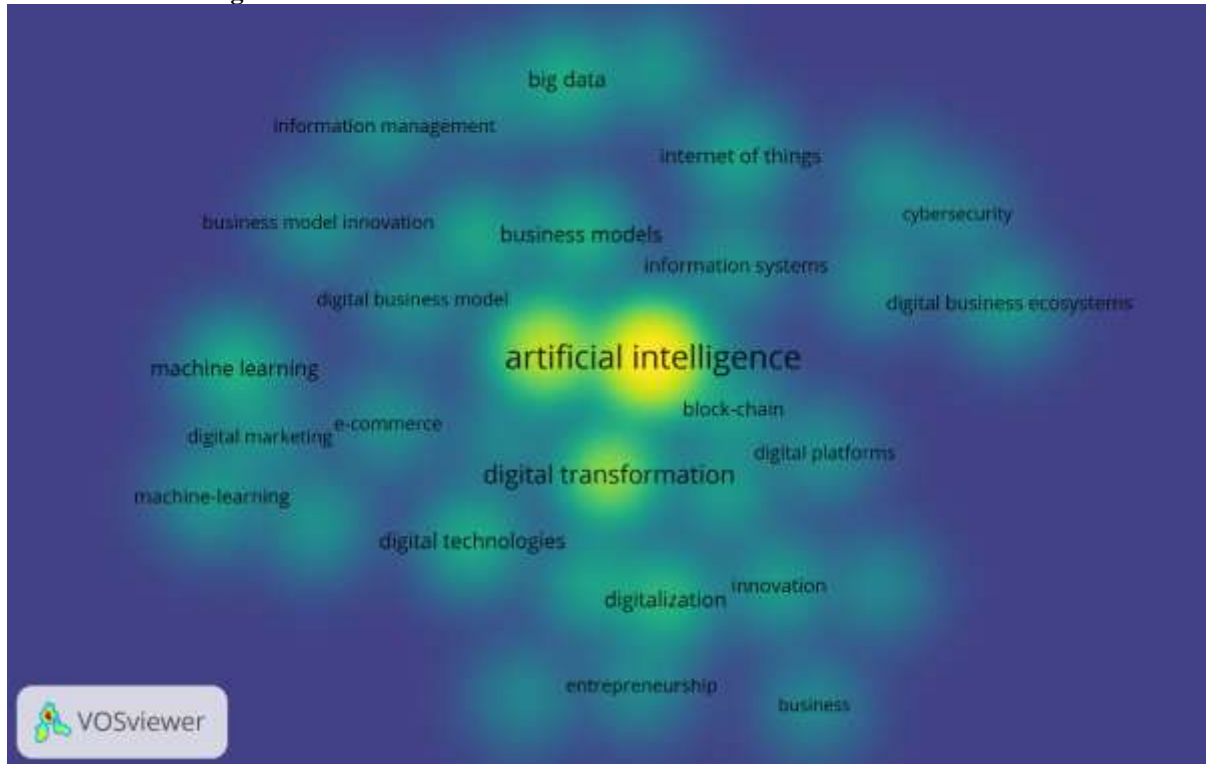 big data
information management
internet of things
cybersecurity
business model innovation
business models
information systems
digital business model
digital business ecosystems
artificial intelligence
machine learning
block-chain
e-commerce
digital marketing
digital platforms
digital transformation
machine-learning
digital technologies
innovation
digitalization
entrepreneurship
business
VOSviewer